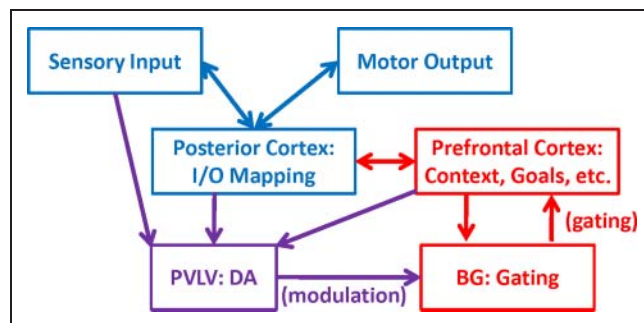 Sensory Input
Motor Output
Posterior Cortex:
I/O Mapping
Prefrontal Cortex:
Context, Goals, etc.
(gating)
PVLV: DA
(modulation)
BG: Gating